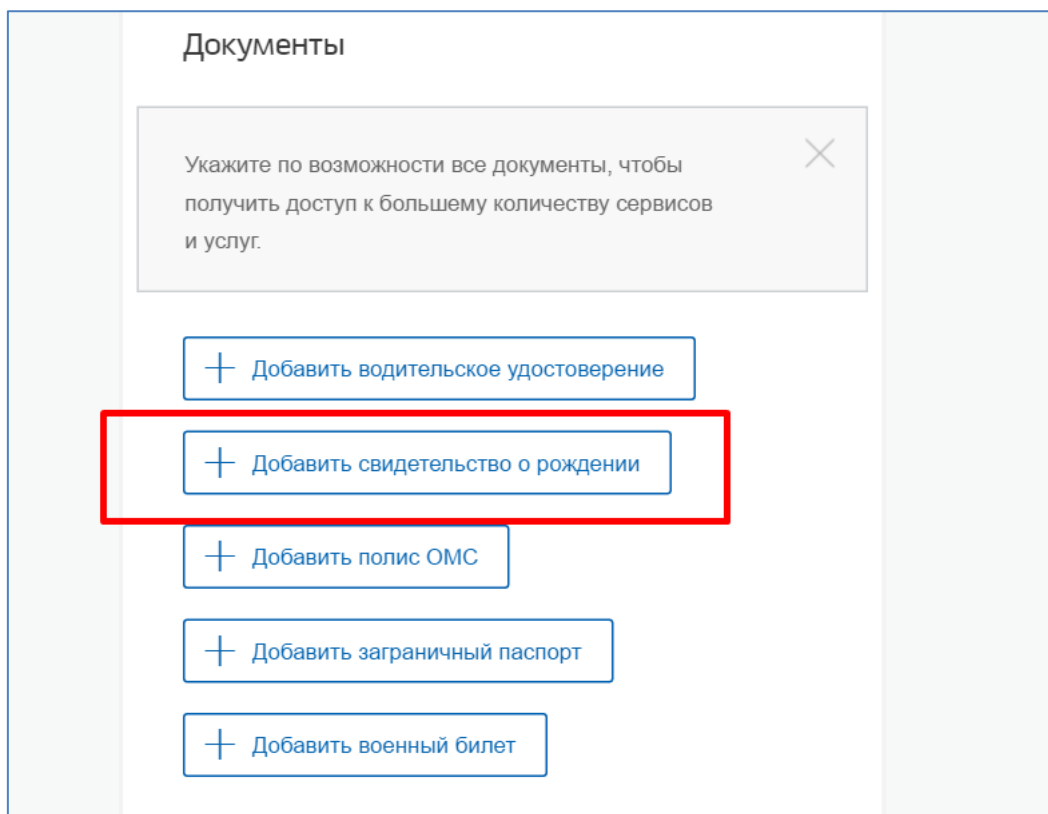 Документы
Укажите по возможности все документы, чтобы
получить доступ к большему количеству сервисов
и услуг.
Добавить водительское удостоверение
Добавить свидетельство о рождении
Добавить полис ОМС
Добавить заграничный паспорт
Добавить военный билет